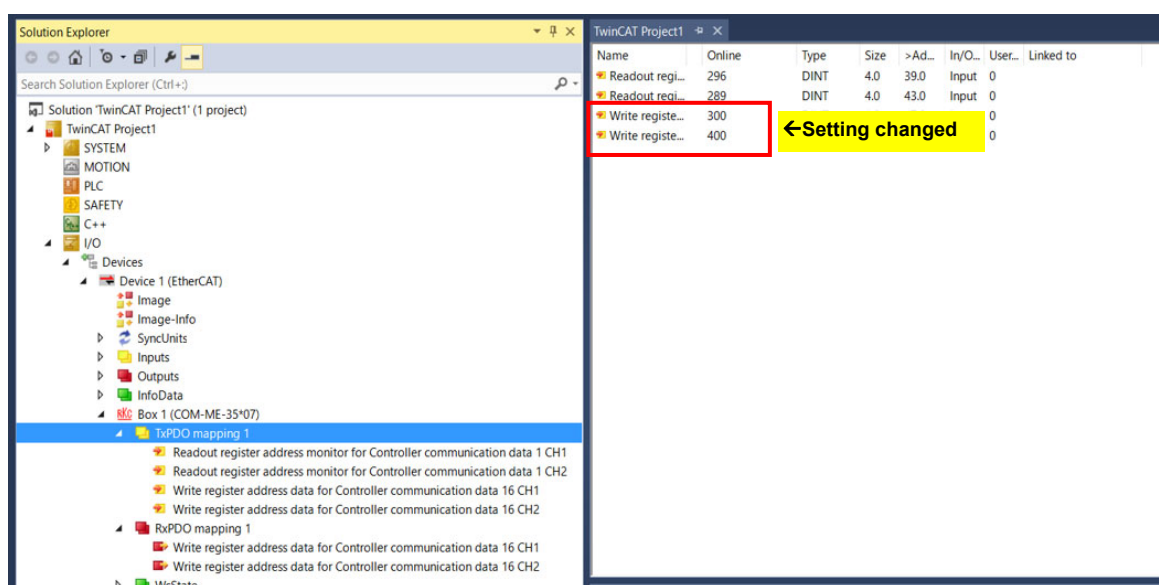 Solution Explorer
Search Solution Explorer (Ctrl+;)
Solution 'TwinCAT Project1' (1 project)
TwinCAT Project1
SYSTEM
MOTION
PLC
SAFETY
C++
I/O
Devices
Device 1 (EtherCAT)
Image
Image-Info
SyncUnits
Inputs
Outputs
InfoData
RKC Box 1 (COM-ME-35*07)
TxPDO mapping 1
Readout register address monitor for Controller communication data 1 CH1
Readout register address monitor for Controller communication data 1 CH2
Write register address data for Controller communication data 16 CH1
Write register address data for Controller communication data 16 CH2
RxPDO mapping 1
Write register address data for Controller communication data 16 CH1
Write register address data for Controller communication data 16 CH2
WcState
TwinCAT Project1
Name Online Type Size >Ad... In/O... User... Linked to
Readout regi... 296 DINT 4.0 39.0 Input 0
Readout regi... 289 DINT 4.0 43.0 Input 0
Write registe... 300 0
Write registe... 400 0
←Setting changed